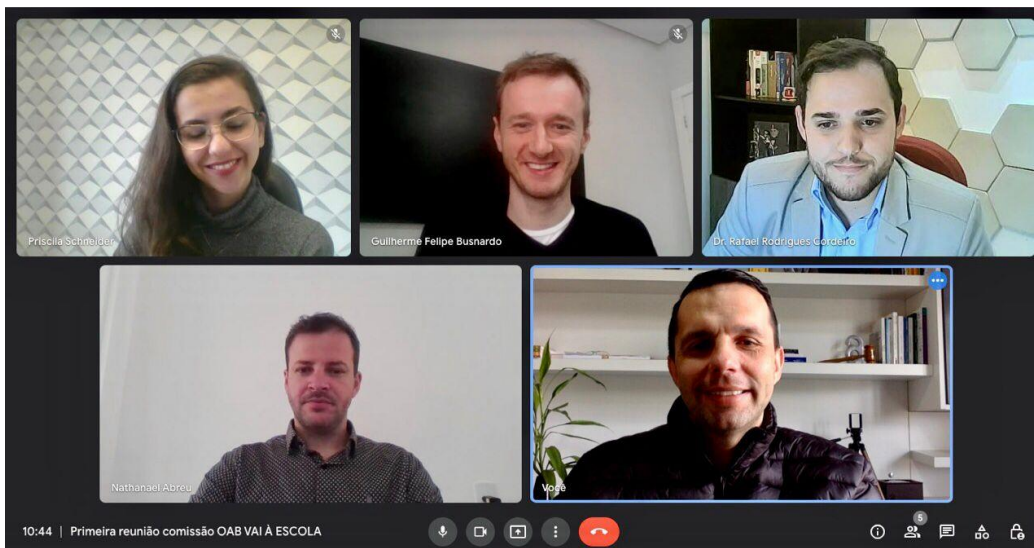 Priscila Schneider
Guilherme Felipe Busnardo
Dr. Rafael Rodrigues Cordeiro
Nathanael Abreu
Você
5
10:44 | Primeira reunião comissão OAB VAI À ESCOLA